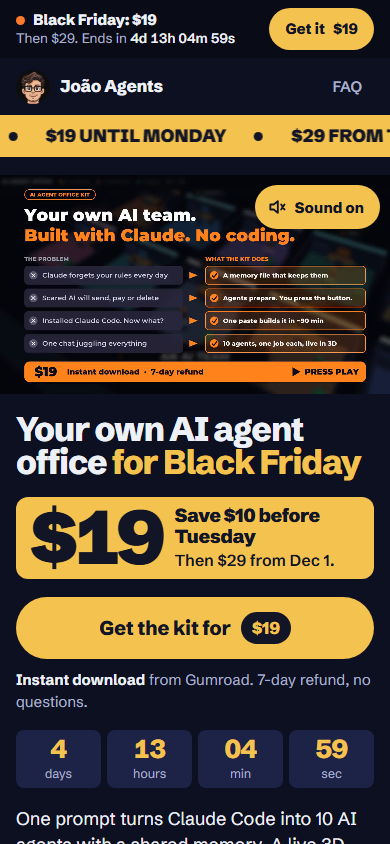 Black Friday: $19
Then $29. Ends in 4d 13h 04m 59s
Get it $19
João Agents
FAQ
$19 UNTIL MONDAY
$29 FROM
AI AGENT OFFICE KIT
Sound on
Your own AI team.
Built with Claude. No coding.
THE PROBLEM
WHAT THE KIT DOES
Claude forgets your rules every day
A memory file that keeps them
Scared AI will send, pay or delete
Agents prepare. You press the button.
Installed Claude Code. Now what?
One paste builds it in ~90 min
One chat juggling everything
10 agents, one job each, live in 3D
$19 Instant download · 7-day refund
PRESS PLAY
Your own AI agent
office for Black Friday
$19
Save $10 before
Tuesday
Then $29 from Dec 1.
Get the kit for $19
Instant download from Gumroad. 7-day refund, no
questions.
4
days
13
hours
04
min
59
sec
One prompt turns Claude Code into 10 AI
agents with a shared memory. A live 3D